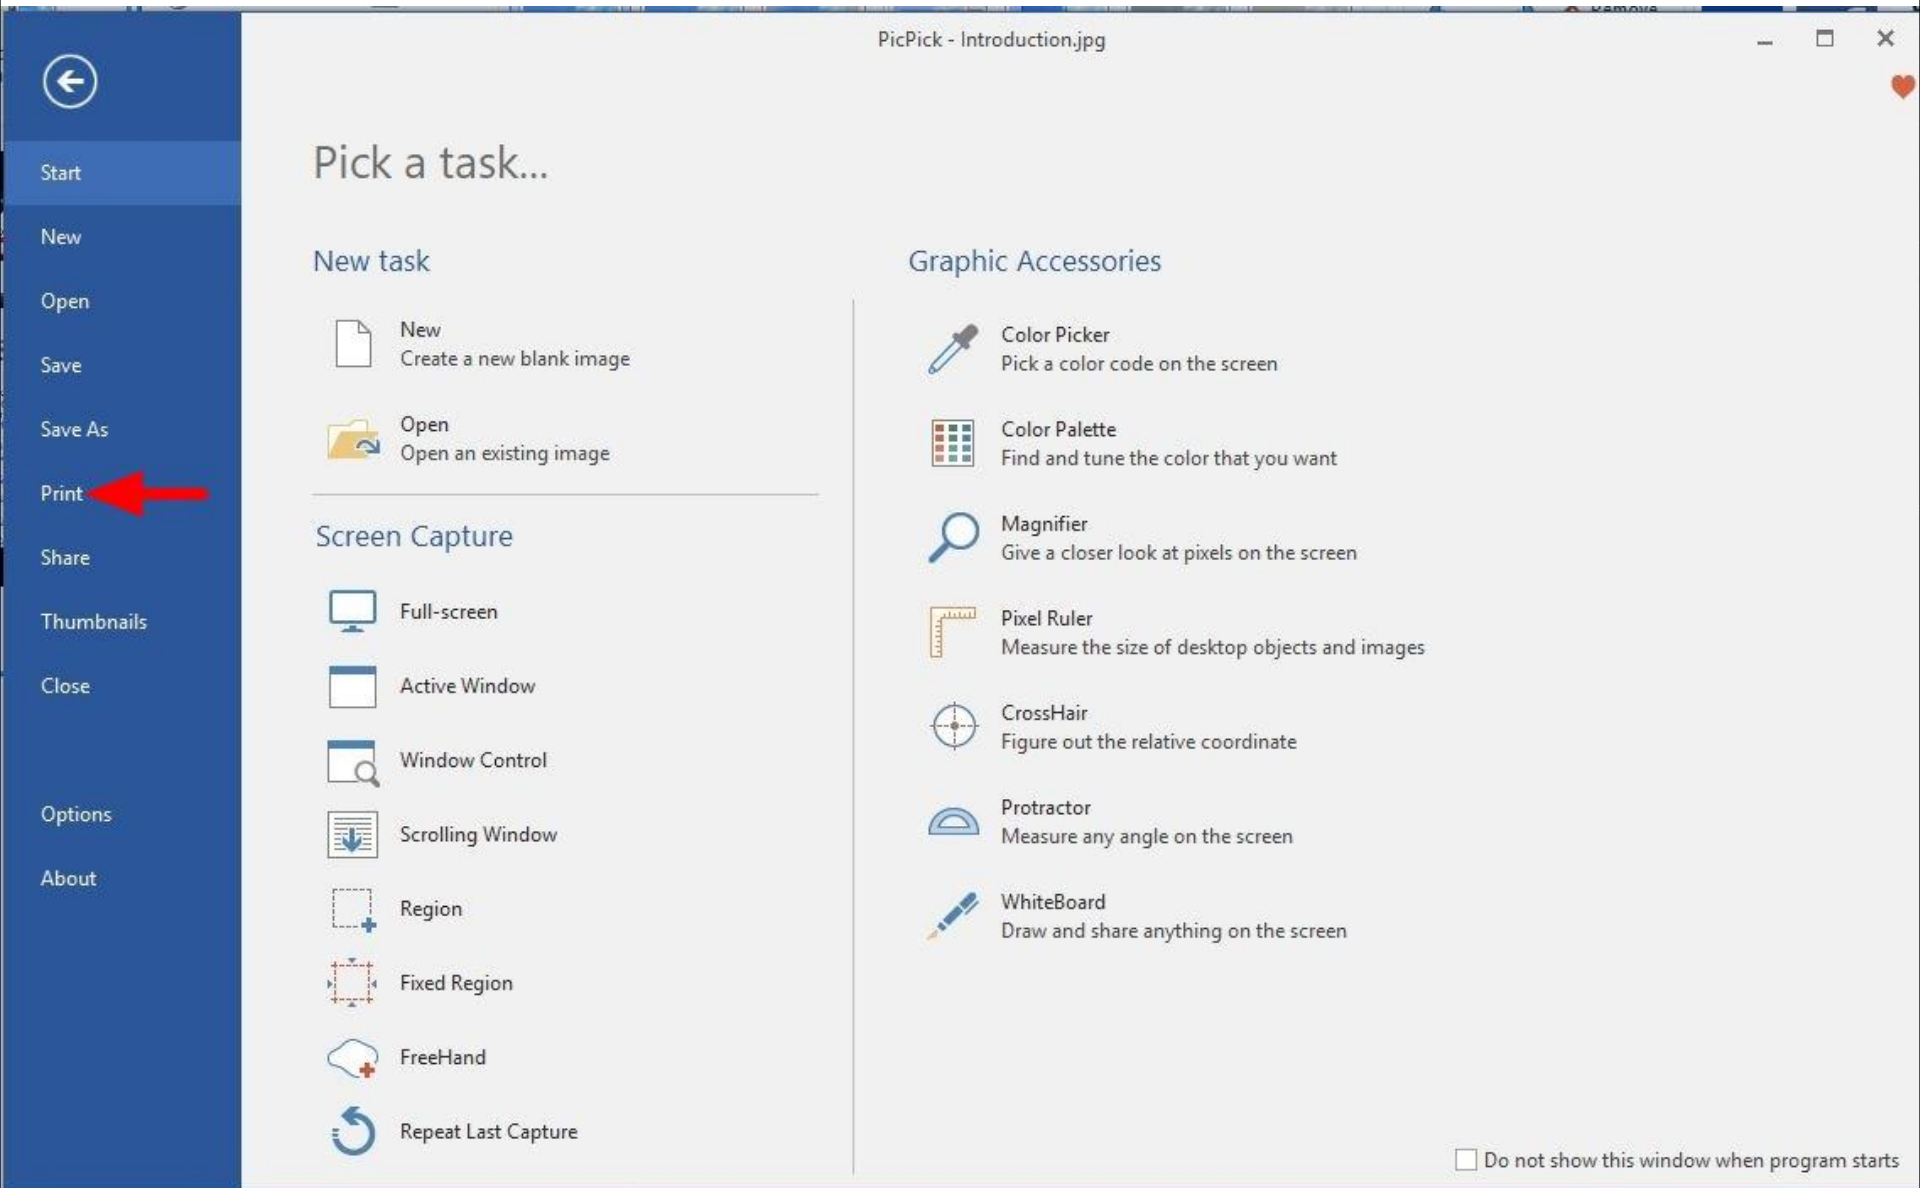 Remove
PicPick - Introduction.jpg
Start
New
Open
Save
Save As
Print
Share
Thumbnails
Close
Options
About
Pick a task...
New task
New
Create a new blank image
Open
Open an existing image
Screen Capture
Full-screen
Active Window
Window Control
Scrolling Window
Region
Fixed Region
FreeHand
Repeat Last Capture
Graphic Accessories
Color Picker
Pick a color code on the screen
Color Palette
Find and tune the color that you want
Magnifier
Give a closer look at pixels on the screen
Pixel Ruler
Measure the size of desktop objects and images
CrossHair
Figure out the relative coordinate
Protractor
Measure any angle on the screen
WhiteBoard
Draw and share anything on the screen
Do not show this window when program starts